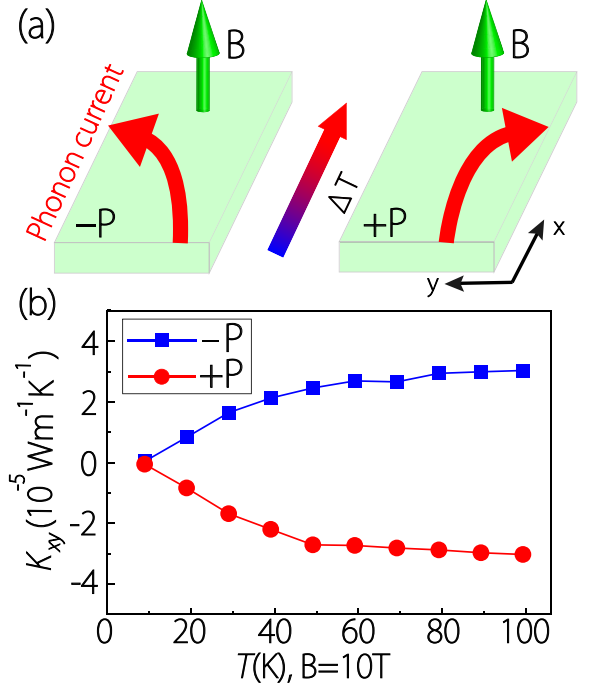 (a)
B
B
Phonon current
ΔT
−P
+P
x
y
(b)
−P
+P
4
2
0
-2
-4
K_xy (10^-5 Wm^-1K^-1)
0 20 40 60 80 100
T(K), B=10T